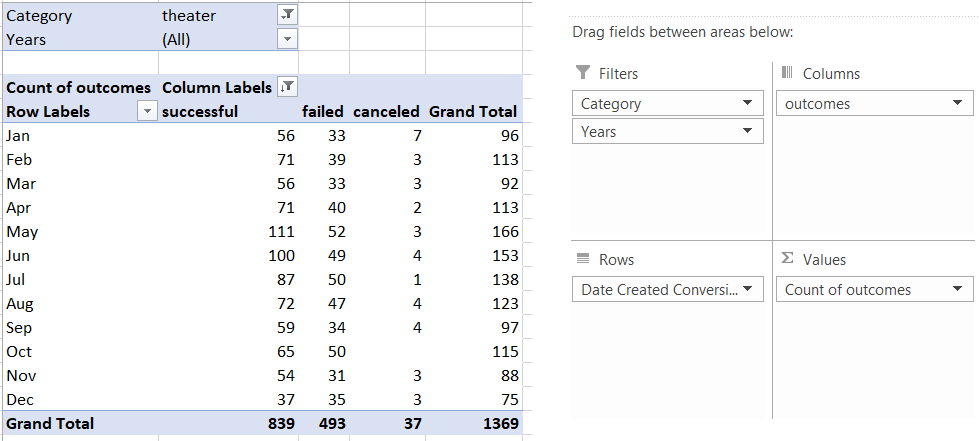 Category theater
Years (All)
Count of outcomes Column Labels
Row Labels successful failed canceled Grand Total
Jan 56 33 7 96
Feb 71 39 3 113
Mar 56 33 3 92
Apr 71 40 2 113
May 111 52 3 166
Jun 100 49 4 153
Jul 87 50 1 138
Aug 72 47 4 123
Sep 59 34 4 97
Oct 65 50 115
Nov 54 31 3 88
Dec 37 35 3 75
Grand Total 839 493 37 1369
Drag fields between areas below:
Filters
Category
Years
Columns
outcomes
Rows
Date Created Conversi...
Σ Values
Count of outcomes